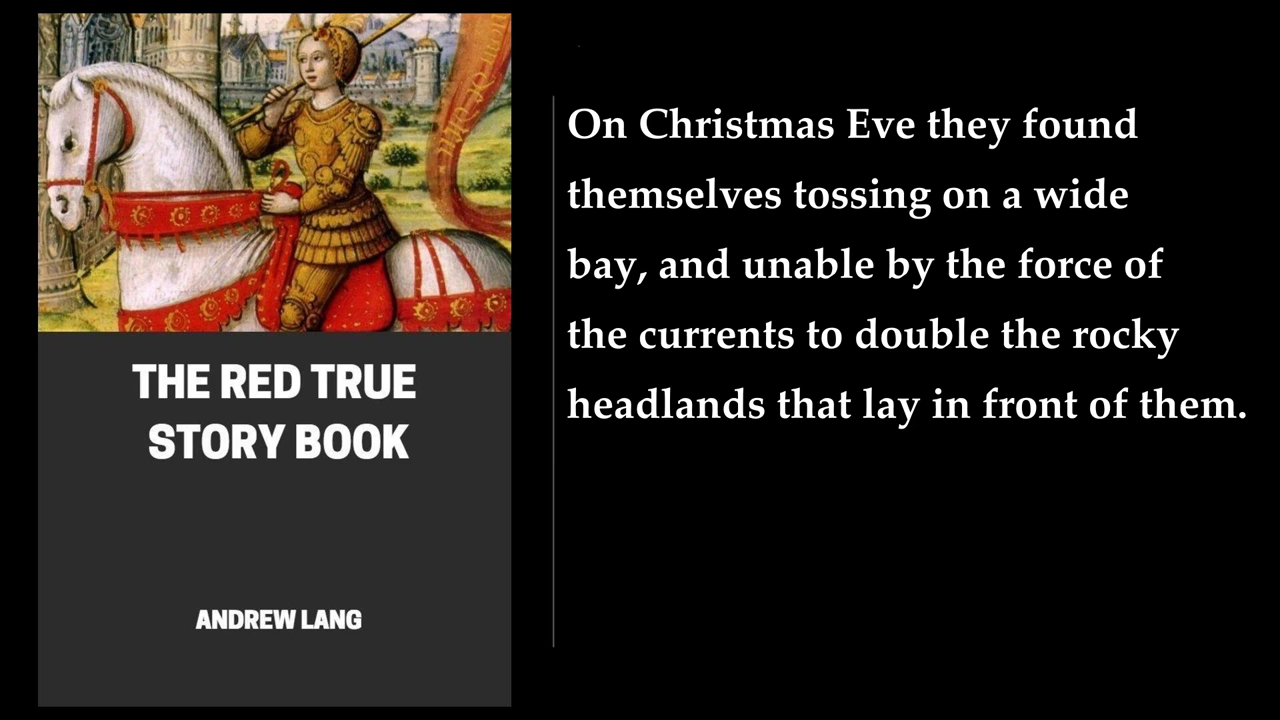 THE RED TRUE
STORY BOOK
ANDREW LANG
On Christmas Eve they found
themselves tossing on a wide
bay, and unable by the force of
the currents to double the rocky
headlands that lay in front of them.